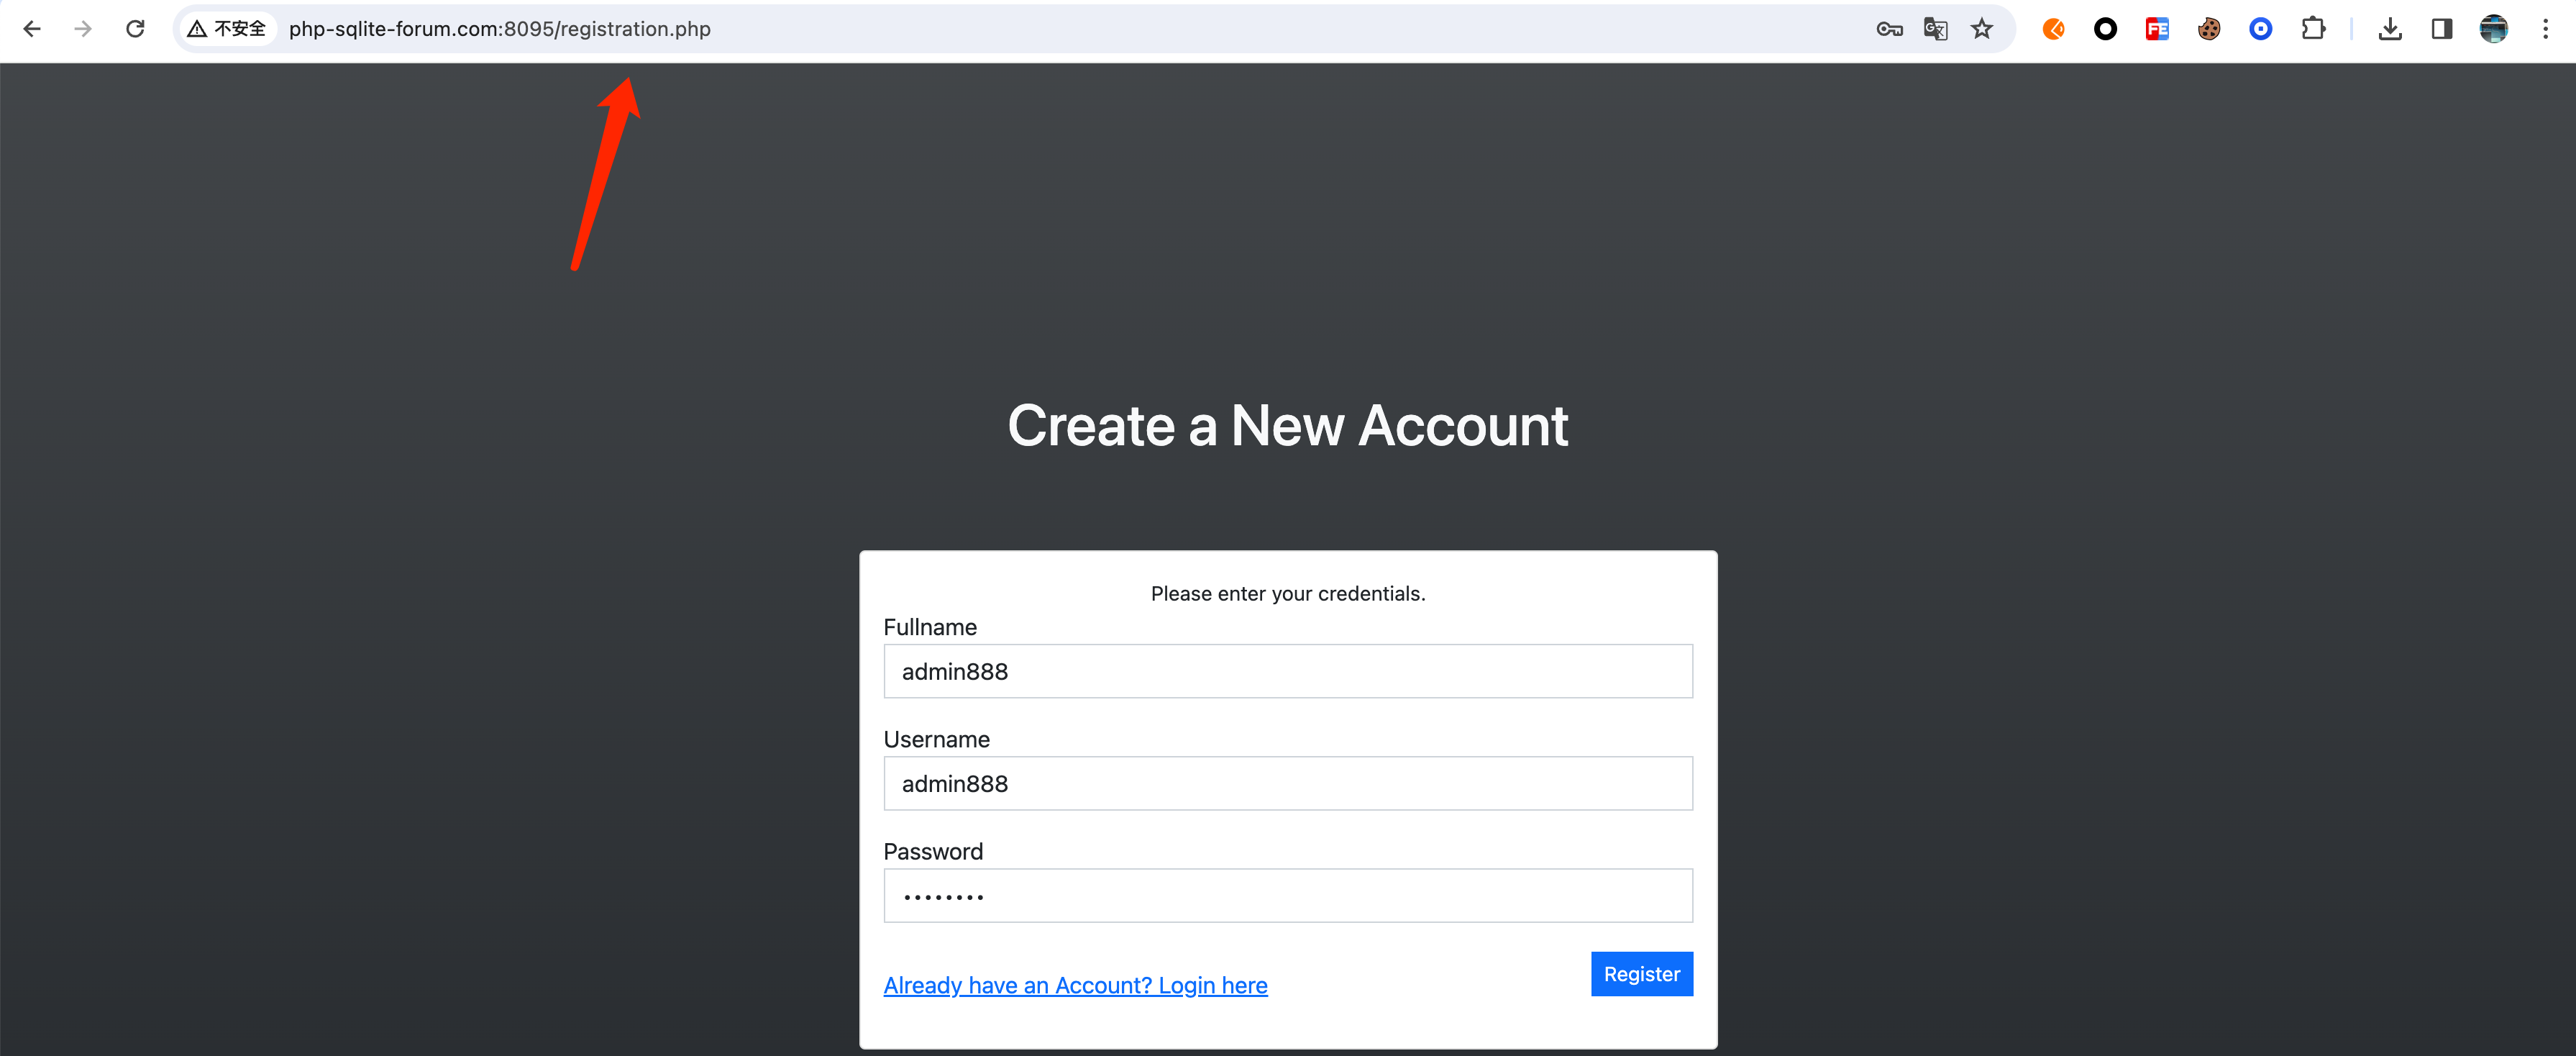 不安全 php-sqlite-forum.com:8095/registration.php
FE
Create a New Account
Please enter your credentials.
Fullname
admin888
Username
admin888
Password
••••••••
Already have an Account? Login here
Register